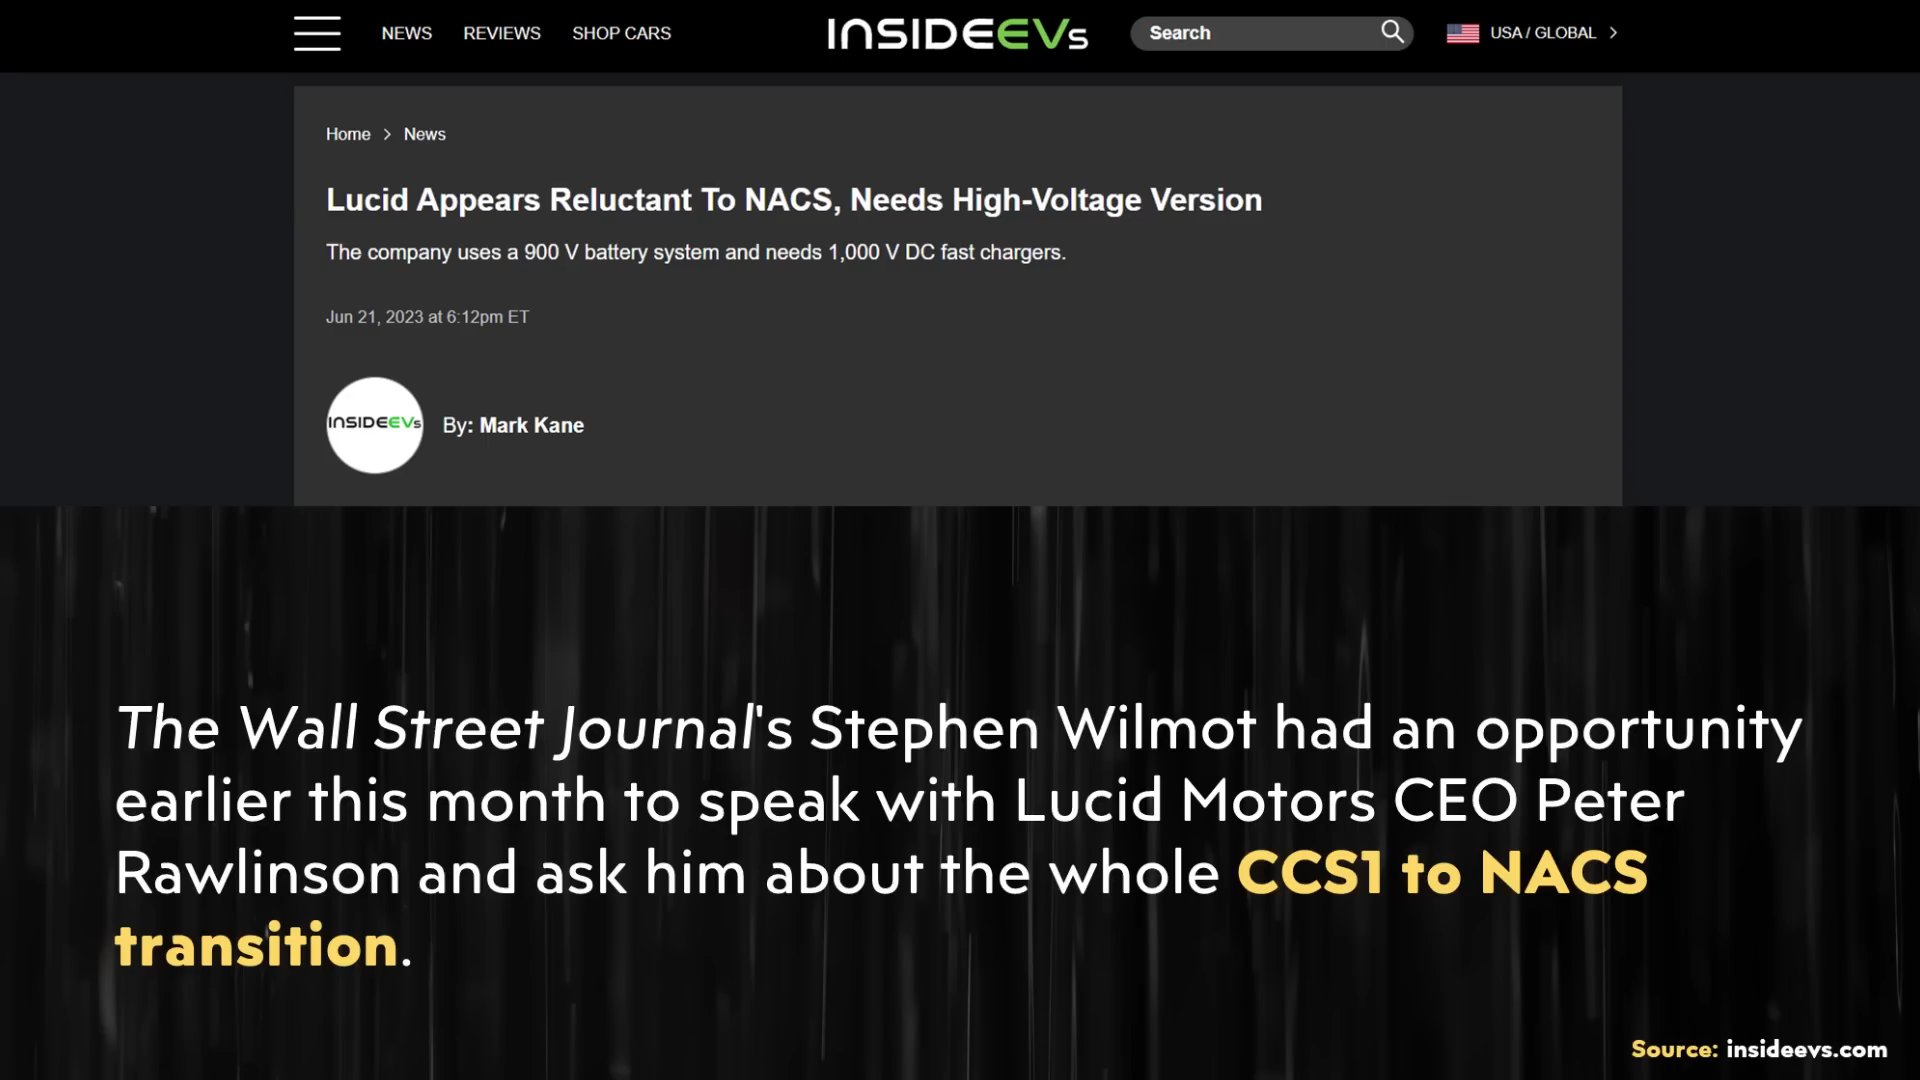 NEWS REVIEWS SHOP CARS INSIDEEVs Search USA / GLOBAL
Home > News
Lucid Appears Reluctant To NACS, Needs High-Voltage Version
The company uses a 900 V battery system and needs 1,000 V DC fast chargers.
Jun 21, 2023 at 6:12pm ET
INSIDEEVs By: Mark Kane
The Wall Street Journal's Stephen Wilmot had an opportunity
earlier this month to speak with Lucid Motors CEO Peter
Rawlinson and ask him about the whole CCS1 to NACS
transition.
Source: insideevs.com